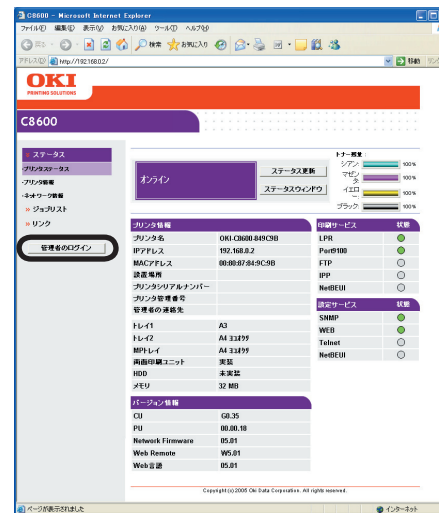 C8600 - Microsoft Internet Explorer
ファイル(F) 編集(E) 表示(V) お気に入り(A) ツール(T) ヘルプ(H)
戻る 検索 お気に入り
アドレス(D) http://192.168.0.2/ 移動 リンク
OKI
PRINTING SOLUTIONS
C8600
ステータス
・プリンタステータス
・プリンタ情報
・ネットワーク情報
» ジョブリスト
» リンク
管理者のログイン
オンライン
ステータス更新
ステータスウィンドウ
トナー残量:
シアン: 100%
マゼンタ: 100%
イエロー: 100%
ブラック: 100%
プリンタ情報
プリンタ名 OKI-C8600-849C9B
IPアドレス 192.168.0.2
MACアドレス 00:80:87:84:9C:9B
設置場所
プリンタシリアルナンバー
プリンタ管理番号
管理者の連絡先
トレイ1 A3
トレイ2 A4 ヨコオクリ
MPトレイ A4 ヨコオクリ
両面印刷ユニット 実装
HDD 未実装
メモリ 32 MB
バージョン情報
CU G0.35
PU 00.00.18
Network Firmware 05.01
Web Remote W5.01
Web言語 05.01
印刷サービス 状態
LPR
Port9100
FTP
IPP
NetBEUI
設定サービス 状態
SNMP
WEB
Telnet
NetBEUI
Copyright (c) 2005 Oki Data Corporation. All rights reserved.
ページが表示されました
インターネット